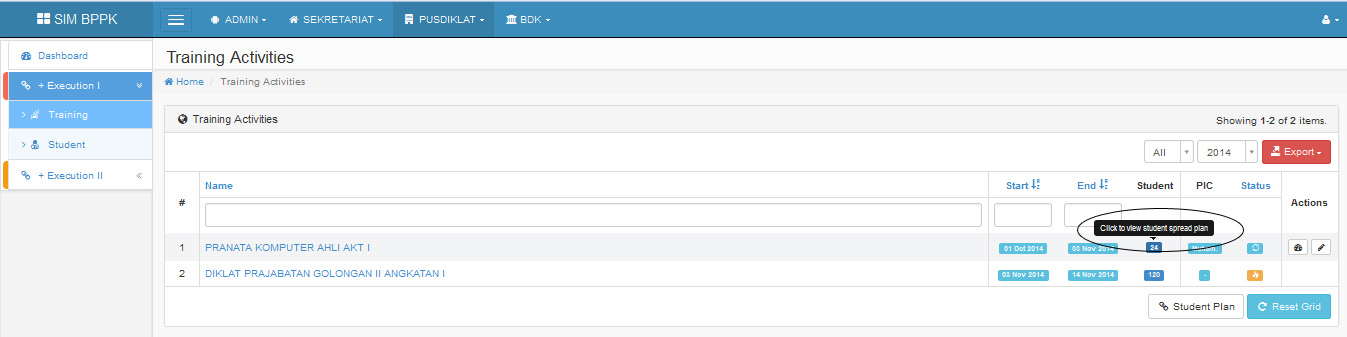 SIM BPPK ADMIN SEKRETARIAT PUSDIKLAT BDK
Dashboard
+ Execution I
Training
Student
+ Execution II
Training Activities
Home / Training Activities
Training Activities Showing 1-2 of 2 items.
All 2014 Export
# Name Start End Student PIC Status Actions
Click to view student spread plan
1 PRANATA KOMPUTER AHLI AKT I 01 Oct 2014 03 Nov 2014 24
2 DIKLAT PRAJABATAN GOLONGAN II ANGKATAN I 03 Nov 2014 14 Nov 2014 120 -
Student Plan Reset Grid